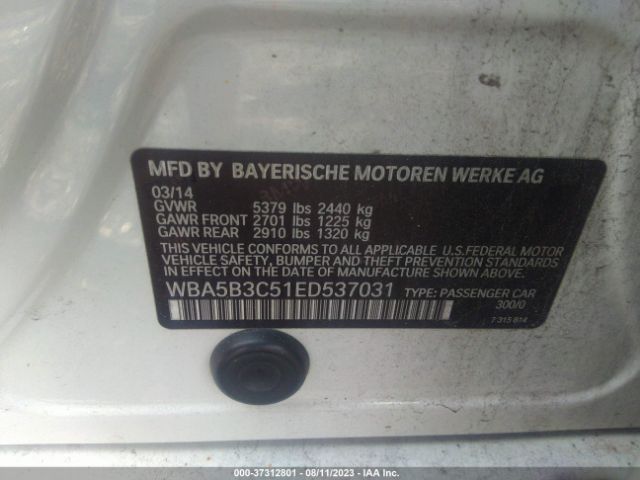 MFD BY BAYERISCHE MOTOREN WERKE AG
03/14
GVWR 5379 lbs 2440 kg
GAWR FRONT 2701 lbs 1225 kg
GAWR REAR 2910 lbs 1320 kg
THIS VEHICLE CONFORMS TO ALL APPLICABLE U.S.FEDERAL MOTOR
VEHICLE SAFETY, BUMPER AND THEFT PREVENTION STANDARDS
IN EFFECT ON THE DATE OF MANUFACTURE SHOWN ABOVE.
WBA5B3C51ED537031 TYPE: PASSENGER CAR
300/0
7 315 814
000-37312801 - 08/11/2023 - IAA Inc.